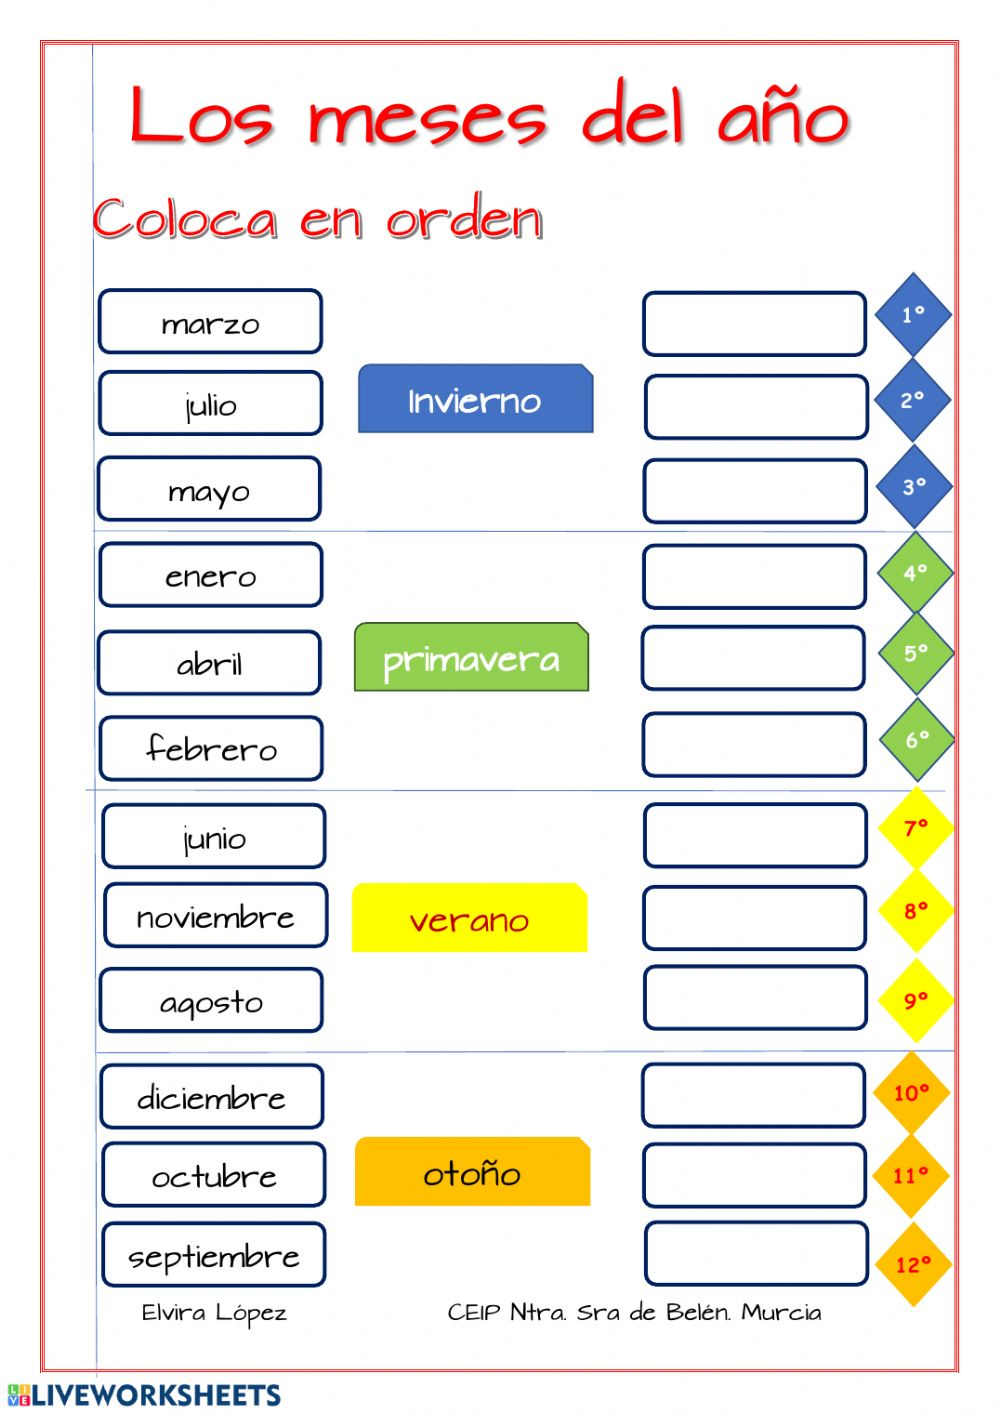 Los meses del año
Coloca en orden
marzo
1º
Invierno
julio
2º
mayo
3º
enero
4º
primavera
abril
5º
febrero
6º
junio
7º
verano
noviembre
8º
agosto
9º
diciembre
10º
otoño
octubre
11º
septiembre
12º
Elvira López
CEIP Ntra. Sra de Belén. Murcia
LIVE LIVEWORKSHEETS